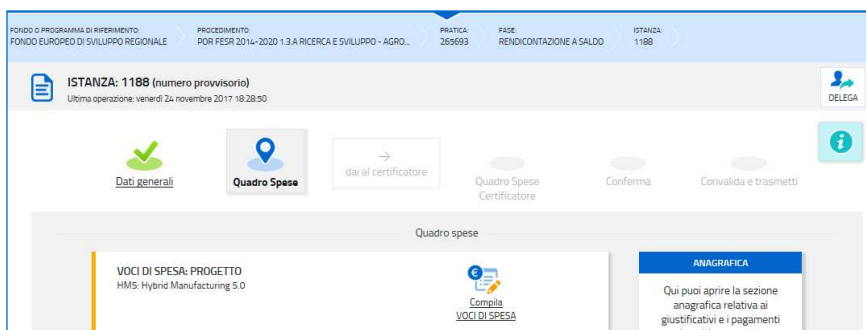 FONDO O PROGRAMMA DI RIFERIMENTO:
FONDO EUROPEO DI SVILUPPO REGIONALE
PROCEDIMENTO:
POR FESR 2014-2020 1.3.A RICERCA E SVILUPPO - AGRO...
PRATICA:
265693
FASE:
RENDICONTAZIONE A SALDO
ISTANZA:
1188
ISTANZA: 1188 (numero provvisorio)
Ultima operazione: venerdì 24 novembre 2017 18:28:50
DELEGA
Dati generali
Quadro Spese
dai al certificatore
Quadro Spese
Certificatore
Conferma
Convalida e trasmetti
Quadro spese
VOCI DI SPESA: PROGETTO
HM5: Hybrid Manufacturing 5.0
Compila
VOCI DI SPESA
ANAGRAFICA
Qui puoi aprire la sezione
anagrafica relativa ai
giustificativi e i pagamenti